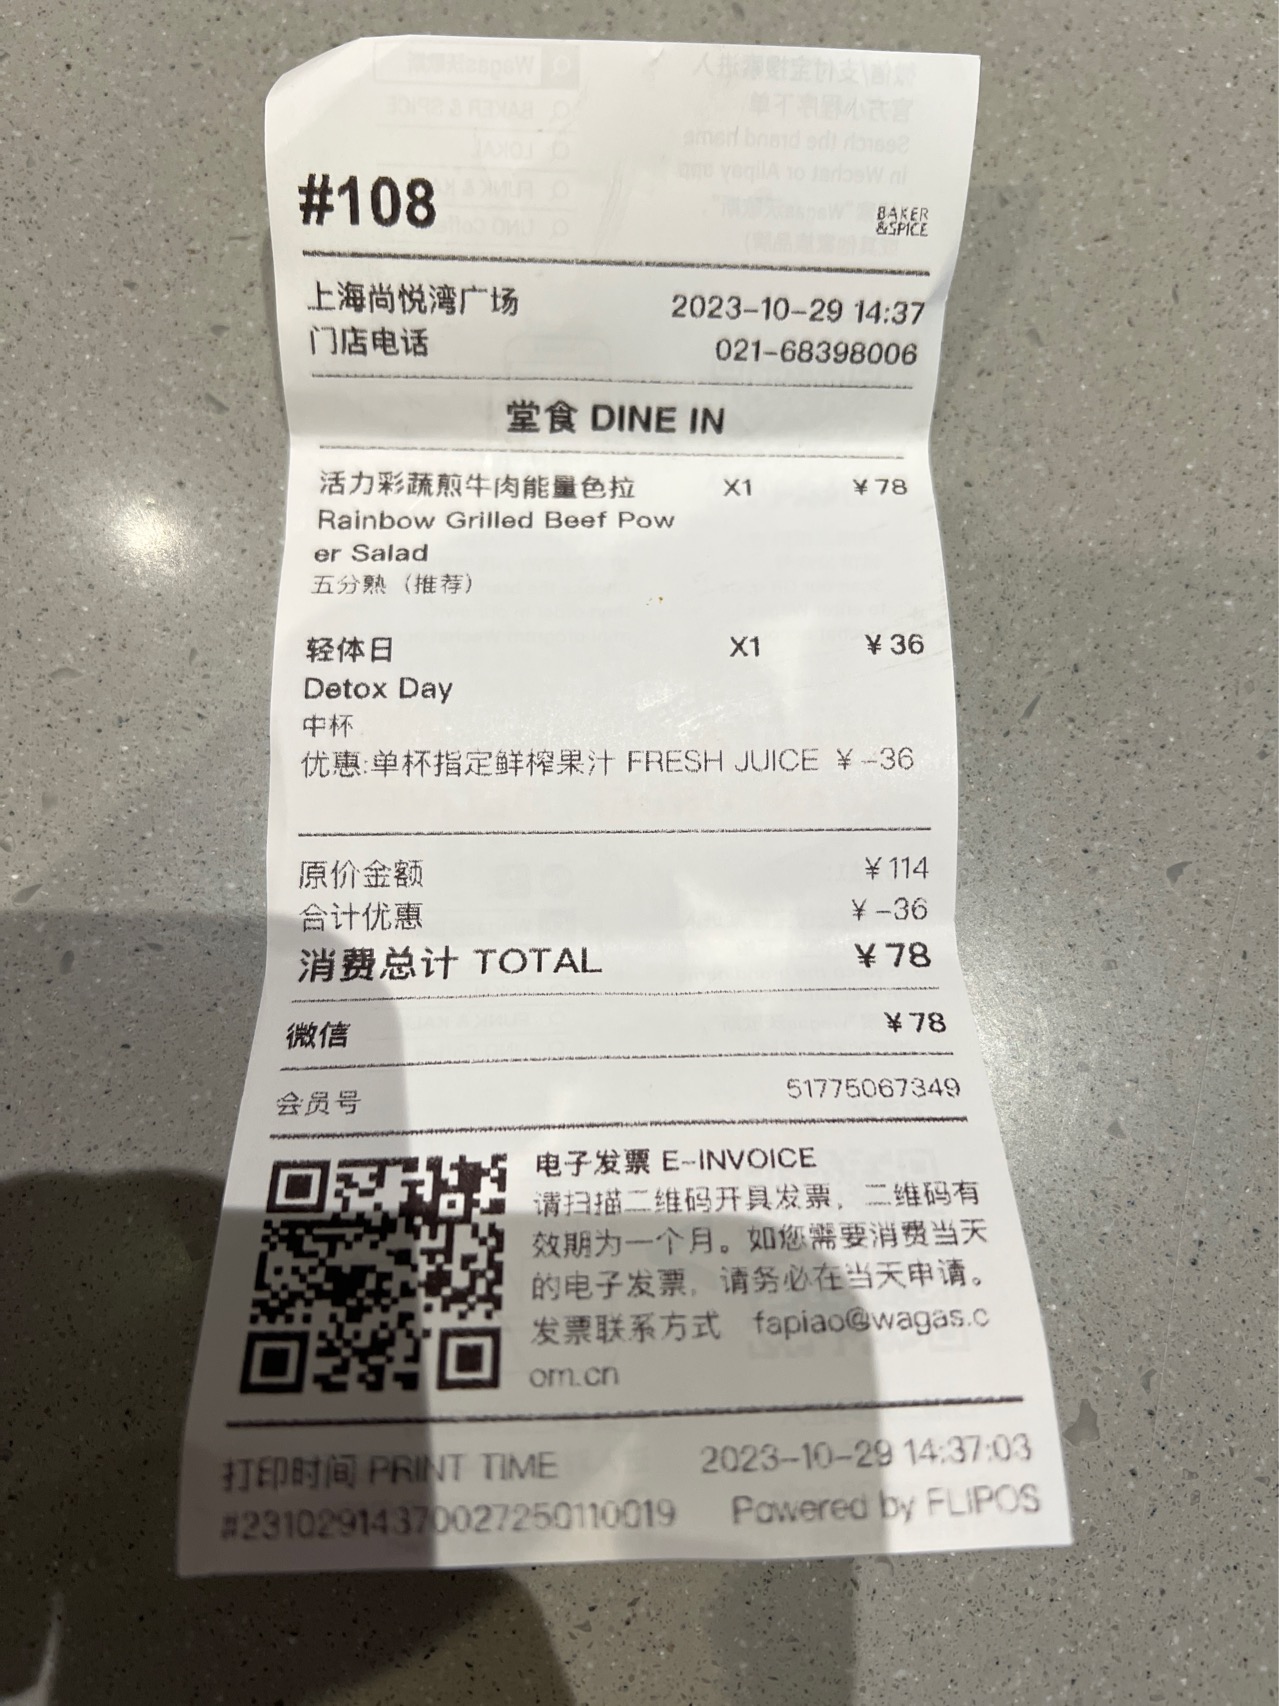 #108
BAKER
&SPICE
上海尚悦湾广场 2023-10-29 14:37
门店电话 021-68398006
堂食 DINE IN
活力彩蔬煎牛肉能量色拉 X1 ¥78
Rainbow Grilled Beef Pow
er Salad
五分熟（推荐）
轻体日 X1 ¥36
Detox Day
中杯
优惠:单杯指定鲜榨果汁 FRESH JUICE ¥-36
原价金额 ¥114
合计优惠 ¥-36
消费总计 TOTAL ¥78
微信 ¥78
会员号 51775067349
电子发票 E-INVOICE
请扫描二维码开具发票，二维码有
效期为一个月。如您需要消费当天
的电子发票，请务必在当天申请。
发票联系方式 fapiao@wagas.c
om.cn
打印时间 PRINT TIME 2023-10-29 14:37:03
#23102914370027250110019 Powered by FLIPOS